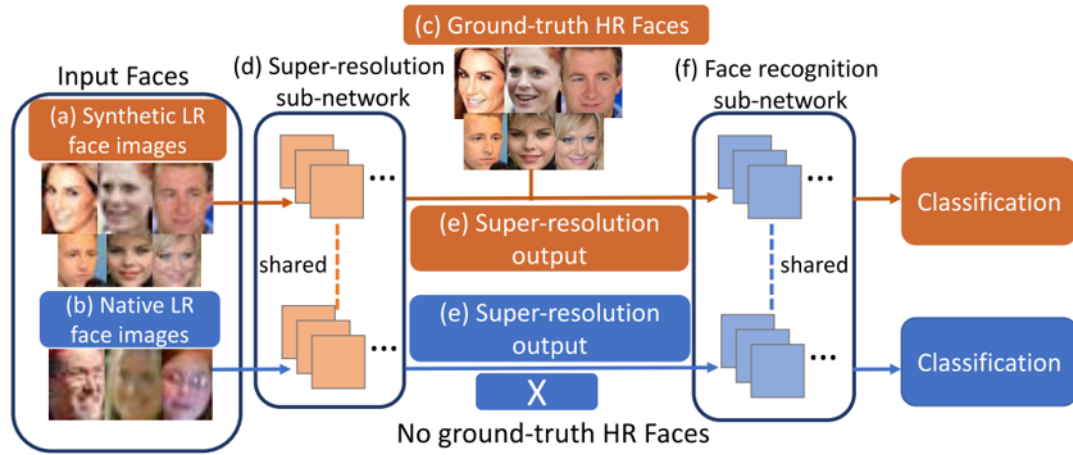 (c) Ground-truth HR Faces
Input Faces
(d) Super-resolution
sub-network
(f) Face recognition
sub-network
(a) Synthetic LR
face images
...
...
Classification
(e) Super-resolution
output
shared
shared
(b) Native LR
face images
(e) Super-resolution
output
...
...
Classification
X
No ground-truth HR Faces